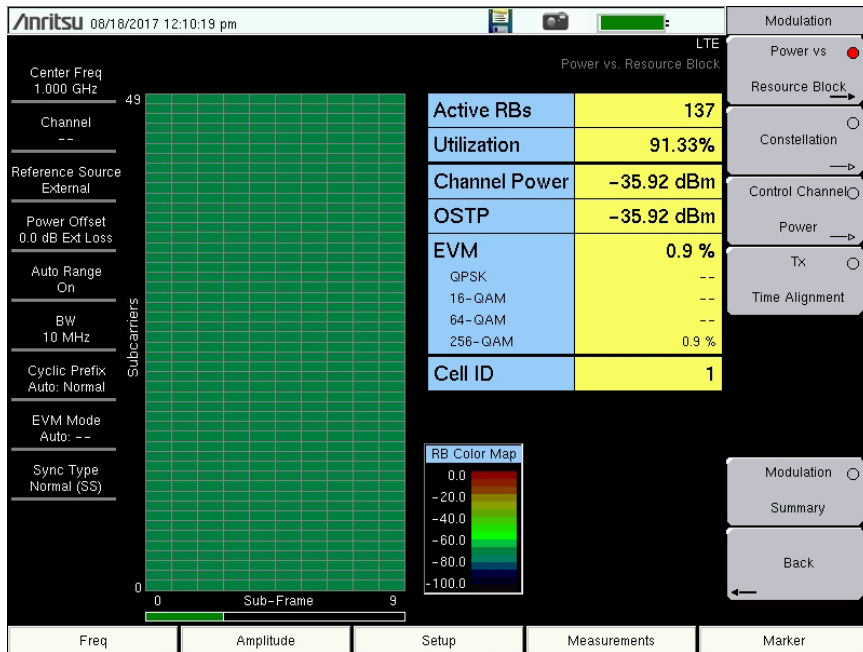 Anritsu 08/18/2017 12:10:19 pm
Modulation
LTE
Power vs. Resource Block
Center Freq
1.000 GHz
Channel
--
Reference Source
External
Power Offset
0.0 dB Ext Loss
Auto Range
On
BW
10 MHz
Cyclic Prefix
Auto: Normal
EVM Mode
Auto: --
Sync Type
Normal (SS)
49
Subcarriers
0
0 Sub-Frame 9
Active RBs 137
Utilization 91.33%
Channel Power -35.92 dBm
OSTP -35.92 dBm
EVM 0.9 %
QPSK --
16-QAM --
64-QAM --
256-QAM 0.9 %
Cell ID 1
RB Color Map
0.0
-20.0
-40.0
-60.0
-80.0
-100.0
Power vs
Resource Block
Constellation
Control Channel
Power
Tx
Time Alignment
Modulation
Summary
Back
Freq Amplitude Setup Measurements Marker